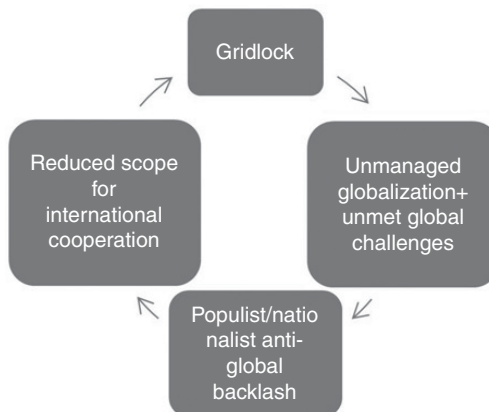 Gridlock
Unmanaged
globalization+
unmet global
challenges
Populist/natio
nalist anti-
global
backlash
Reduced scope
for
international
cooperation